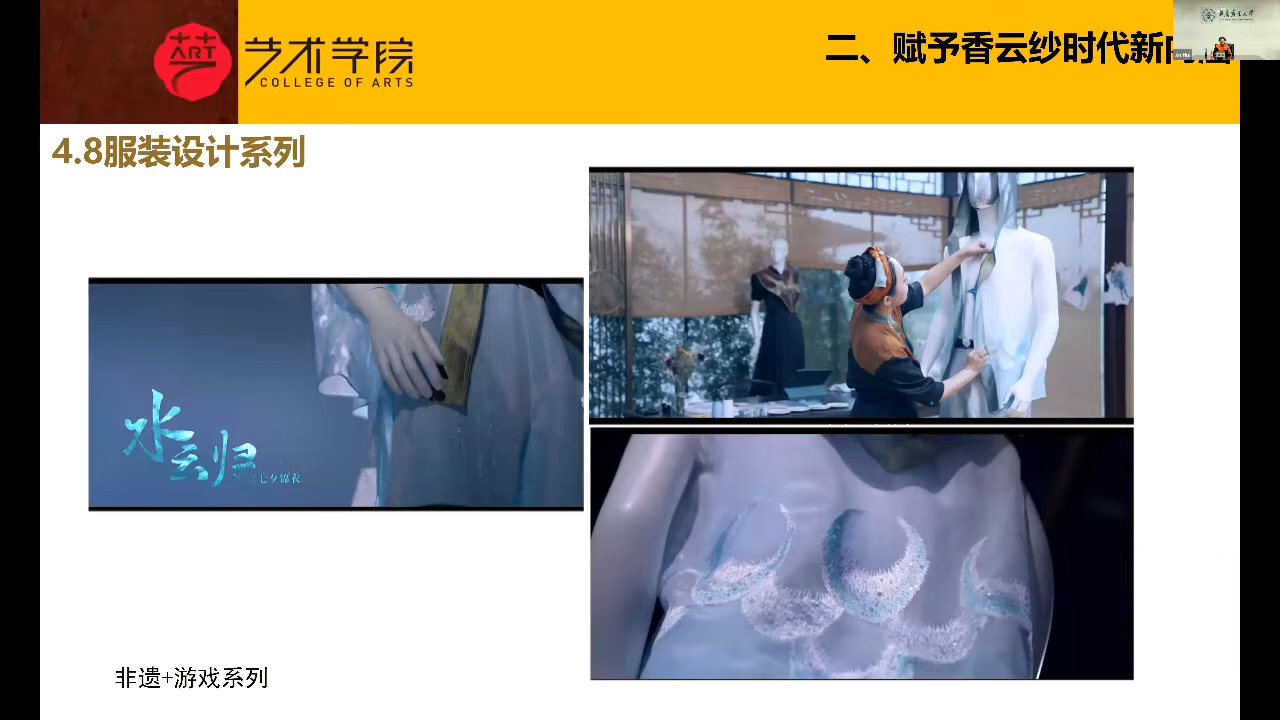 ART
艺术学院
COLLEGE OF ARTS
二、赋予香云纱时代新
4.8服装设计系列
水云归
七夕锦衣
非遗+游戏系列